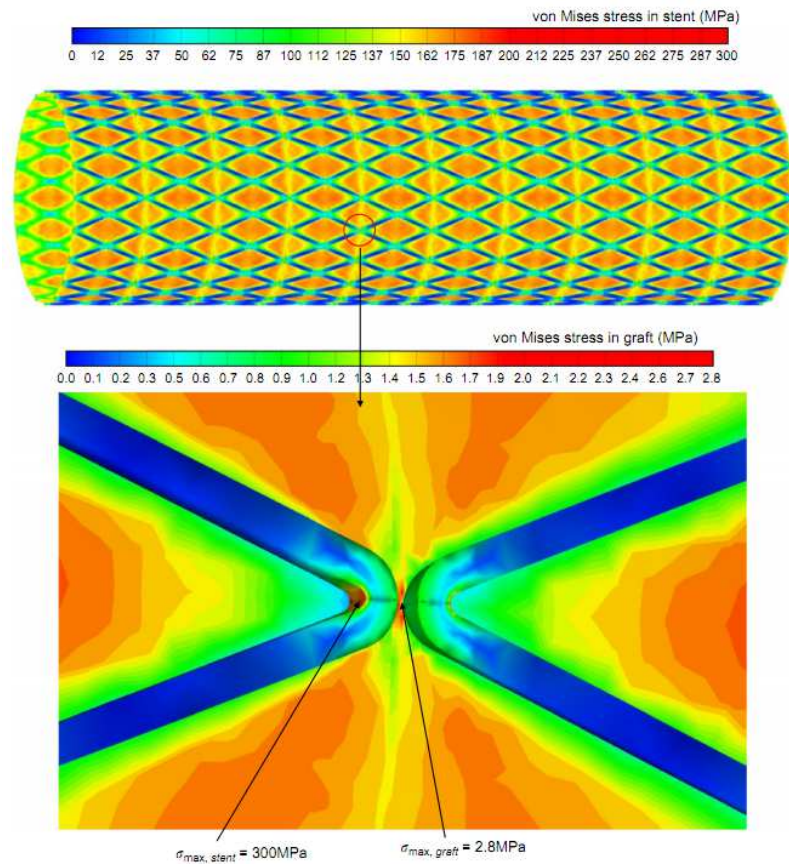 von Mises stress in stent (MPa)
0 12 25 37 50 62 75 87 100 112 125 137 150 162 175 187 200 212 225 237 250 262 275 287 300
von Mises stress in graft (MPa)
0.0 0.1 0.2 0.3 0.5 0.6 0.7 0.8 0.9 1.0 1.2 1.3 1.4 1.5 1.6 1.7 1.9 2.0 2.1 2.2 2.3 2.4 2.6 2.7 2.8
σmax, stent = 300MPa
σmax, graft = 2.8MPa